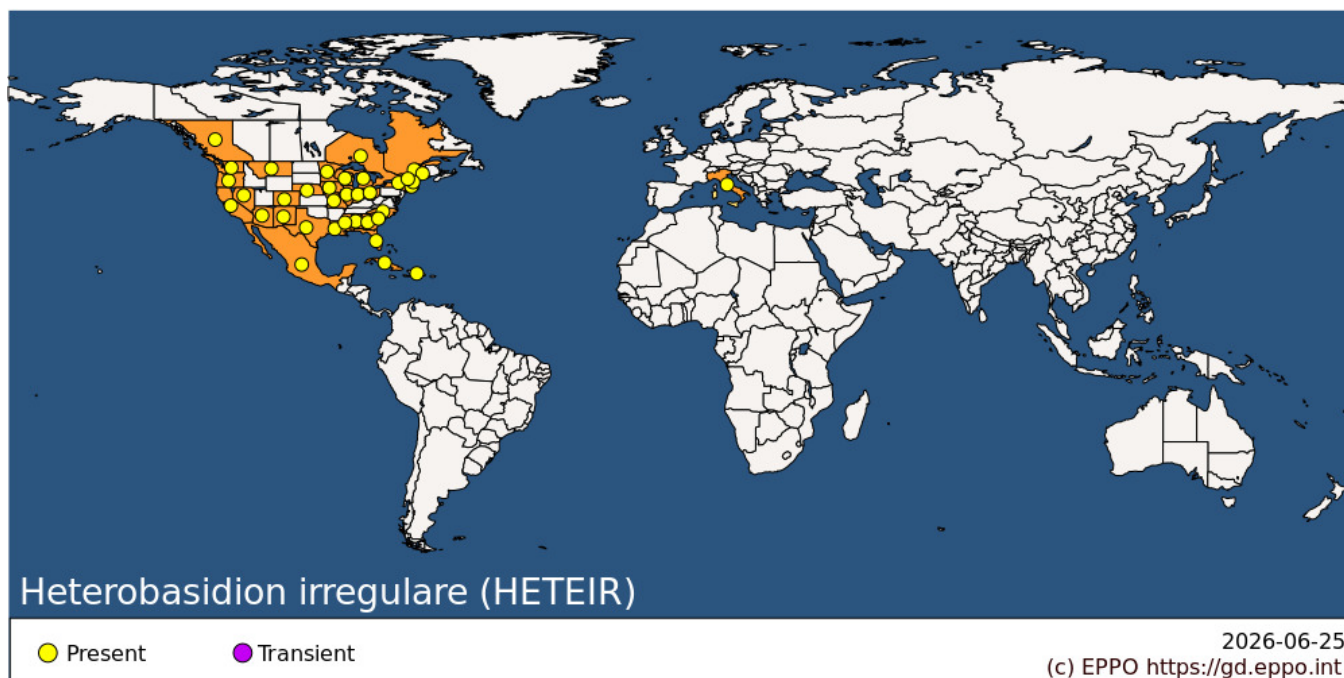 Heterobasidion irregulare (HETEIR)
Present
Transient
2026-06-25
(c) EPPO https://gd.eppo.int